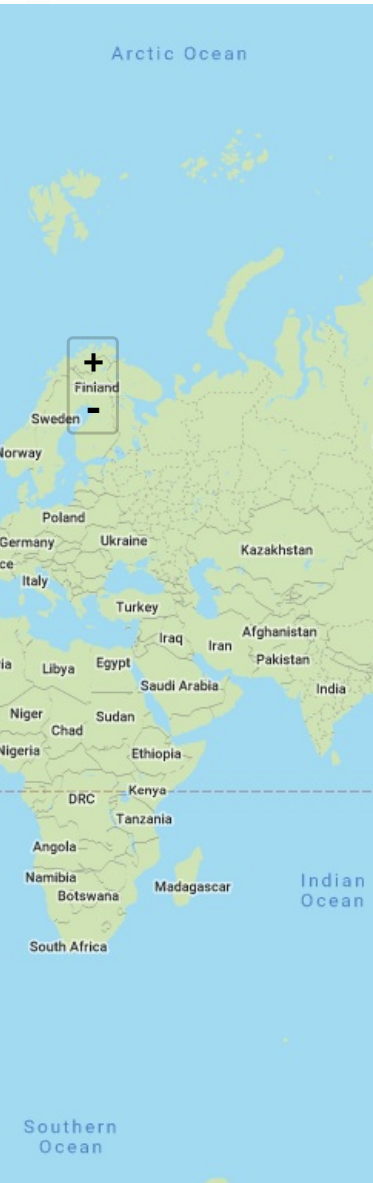 Arctic Ocean
+
Finland
-
Sweden
Norway
Poland
Germany
Ukraine
ce
Kazakhstan
Italy
Turkey
Afghanistan
Iraq
Iran
Pakistan
ia
Libya
Egypt
Saudi Arabia
India
Niger
Sudan
Chad
Nigeria
Ethiopia
Kenya
DRC
Tanzania
Angola
Namibia
Botswana
Madagascar
Indian
Ocean
South Africa
Southern
Ocean